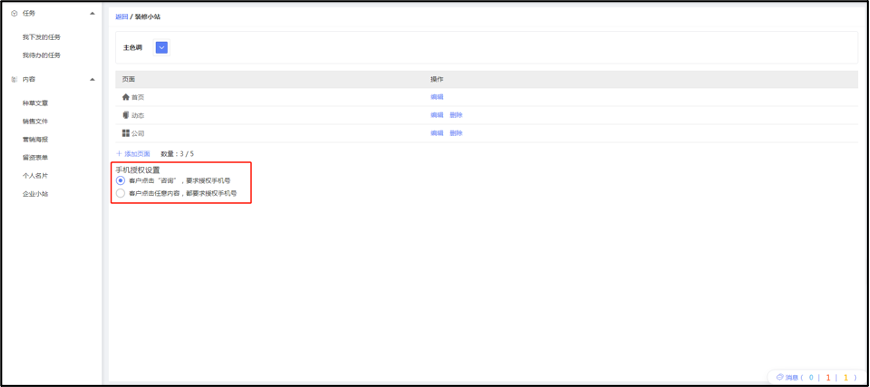 任务
我下发的任务
我待办的任务
内容
种草文章
销售文件
营销海报
留资表单
个人名片
企业小站
返回 / 装修小站
主色调
页面 操作
首页 编辑
动态 编辑 删除
公司 编辑 删除
+ 添加页面 数量：3 / 5
手机授权设置
客户点击“咨询”，要求授权手机号
客户点击任意内容，都要求授权手机号
消息 ( 0 | 1 | 1 )